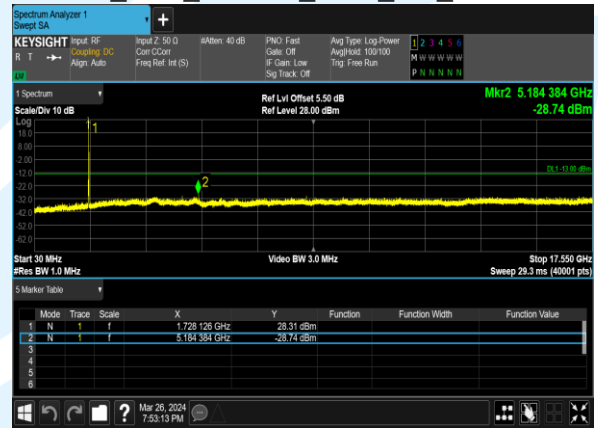 Spectrum Analyzer 1
Swept SA
+
KEYSIGHT Input: RF Input Z: 50 Ω #Atten: 40 dB PNO: Fast Avg Type: Log-Power 1 2 3 4 5 6
R T Coupling: DC Corr CCorr Gate: Off Avg|Hold: 100/100 M W W W W W
Align: Auto Freq Ref: Int (S) IF Gain: Low Trig: Free Run
LV Sig Track: Off P N N N N N
1 Spectrum Ref Lvl Offset 5.50 dB Mkr2 5.184 384 GHz
Scale/Div 10 dB Ref Level 28.00 dBm -28.74 dBm
Log
18.0
1
8.00
-2.00
-12.0
DL1 -13.00 dBm
-22.0
2
-32.0
-42.0
-52.0
-62.0
Start 30 MHz Video BW 3.0 MHz Stop 17.550 GHz
#Res BW 1.0 MHz Sweep 29.3 ms (40001 pts)
5 Marker Table
Mode Trace Scale X Y Function Function Width Function Value
1 N 1 f 1.728 126 GHz 28.31 dBm
2 N 1 f 5.184 384 GHz -28.74 dBm
3
4
5
6
? Mar 26, 2024
7:53:13 PM